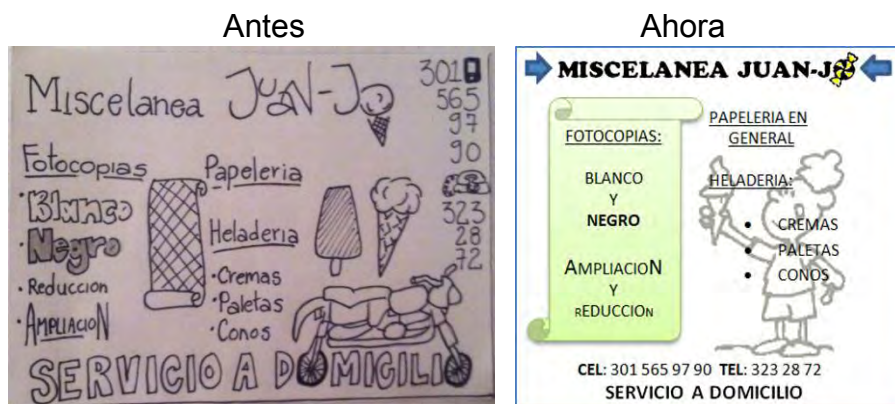 Antes
Miscelanea JuaN-Jo
301
565
97
90
323
28
72
Fotocopias
· Blanco
· Negro
· Reduccion
· AmpliacioN
Papeleria
Heladeria
· Cremas
· Paletas
· Conos
SERVICIO A DOMICILIO
Ahora
MISCELANEA JUAN-JO
FOTOCOPIAS:
BLANCO
Y
NEGRO
AMPLIACIoN
Y
REDUCCIoN
PAPELERIA EN
GENERAL
HELADERIA:
• CREMAS
• PALETAS
• CONOS
CEL: 301 565 97 90 TEL: 323 28 72
SERVICIO A DOMICILIO